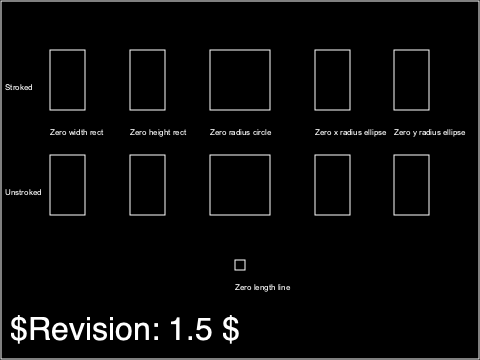 Stroked
Zero width rect
Zero height rect
Zero radius circle
Zero x radius ellipse
Zero y radius ellipse
Unstroked
Zero length line
$Revision: 1.5 $